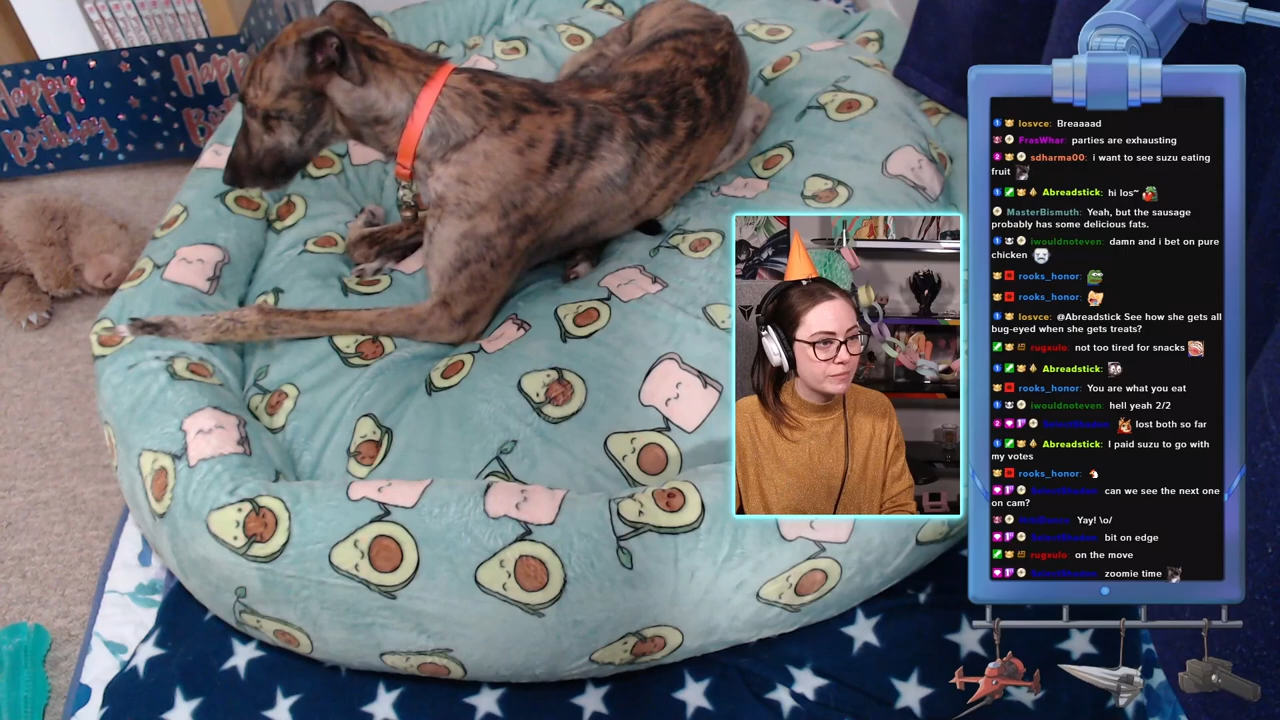 Happy
Birthday
Happ
losvce: Breaaaad
FrasWhar: parties are exhausting
sdharma00: i want to see suzu eating
fruit
Abreadstick: hi los~
MasterBismuth: Yeah, but the sausage
probably has some delicious fats.
iwouldnoteven: damn and i bet on pure
chicken
rooks_honor:
rooks_honor:
losvce: @Abreadstick See how she gets all
bug-eyed when she gets treats?
rugxulo: not too tired for snacks
Abreadstick:
rooks_honor: You are what you eat
iwouldnoteven: hell yeah 2/2
lost both so far
Abreadstick: I paid suzu to go with
my votes
rooks_honor:
can we see the next one
on cam?
Yay! \o/
bit on edge
rugxulo: on the move
zoomie time